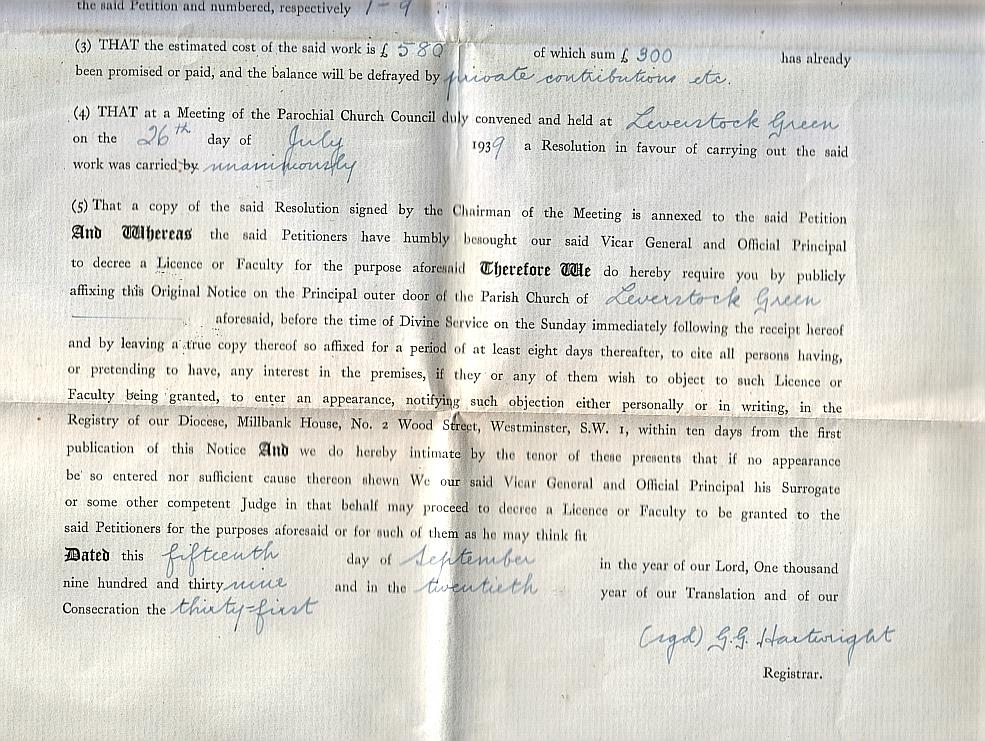 the said Petition and numbered, respectively 1-9.
(3) THAT the estimated cost of the said work is £ 580 of which sum £ 300 has already
been promised or paid, and the balance will be defrayed by private contributions etc.
(4) THAT at a Meeting of the Parochial Church Council duly convened and held at Leverstock Green
on the 26th day of July 1939 a Resolution in favour of carrying out the said
work was carried by unanimously
(5) That a copy of the said Resolution signed by the Chairman of the Meeting is annexed to the said Petition
And Whereas the said Petitioners have humbly besought our said Vicar General and Official Principal
to decree a Licence or Faculty for the purpose aforesaid Therefore We do hereby require you by publicly
affixing this Original Notice on the Principal outer door of the Parish Church of Leverstock Green
aforesaid, before the time of Divine Service on the Sunday immediately following the receipt hereof
and by leaving a true copy thereof so affixed for a period of at least eight days thereafter, to cite all persons having,
or pretending to have, any interest in the premises, if they or any of them wish to object to such Licence or
Faculty being granted, to enter an appearance, notifying such objection either personally or in writing, in the
Registry of our Diocese, Millbank House, No. 2 Wood Street, Westminster, S.W. 1, within ten days from the first
publication of this Notice And we do hereby intimate by the tenor of these presents that if no appearance
be so entered nor sufficient cause thereon shewn We our said Vicar General and Official Principal his Surrogate
or some other competent Judge in that behalf may proceed to decree a Licence or Faculty to be granted to the
said Petitioners for the purposes aforesaid or for such of them as he may think fit
Dated this fifteenth day of September in the year of our Lord, One thousand
nine hundred and thirty nine and in the twentieth year of our Translation and of our
Consecration the thirty-first
(sgd) G.G. Hartwright
Registrar.